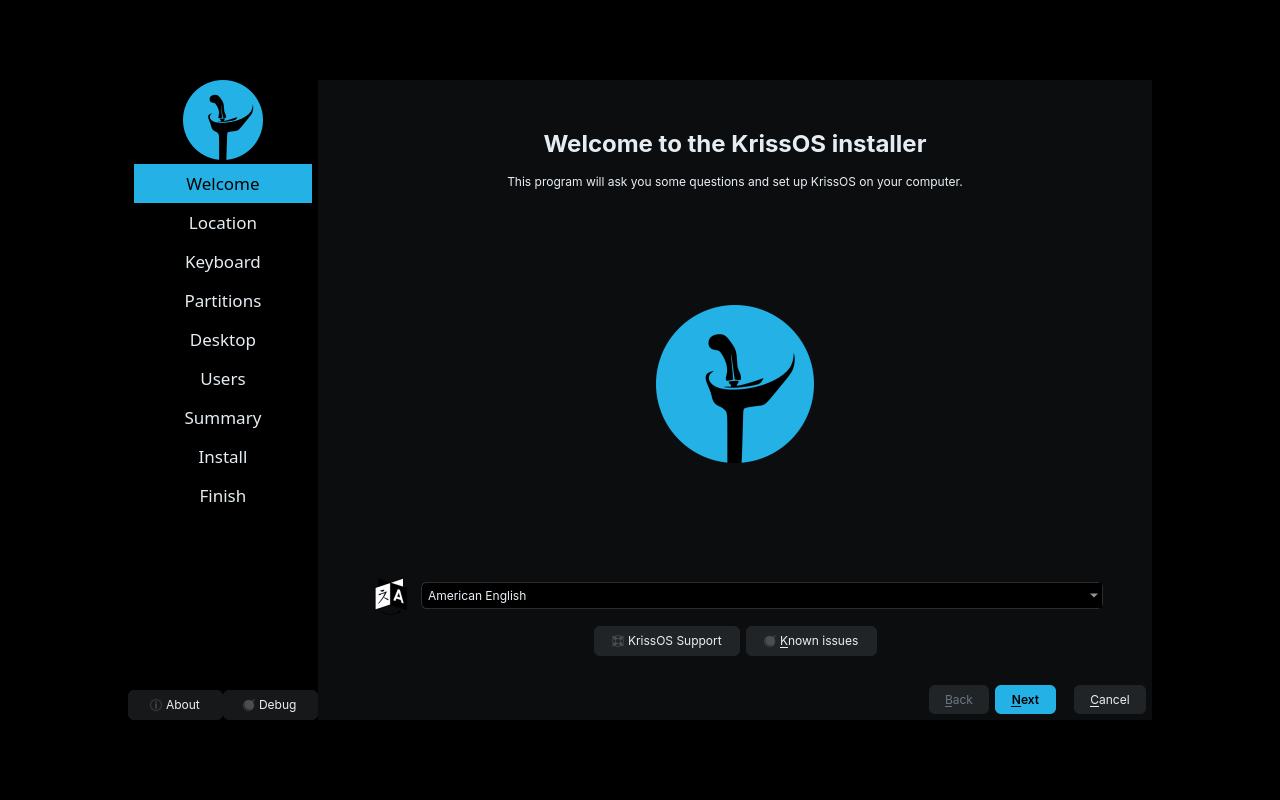 Welcome
Location
Keyboard
Partitions
Desktop
Users
Summary
Install
Finish
About
Debug
Welcome to the KrissOS installer
This program will ask you some questions and set up KrissOS on your computer.
American English
KrissOS Support
Known issues
Back
Next
Cancel